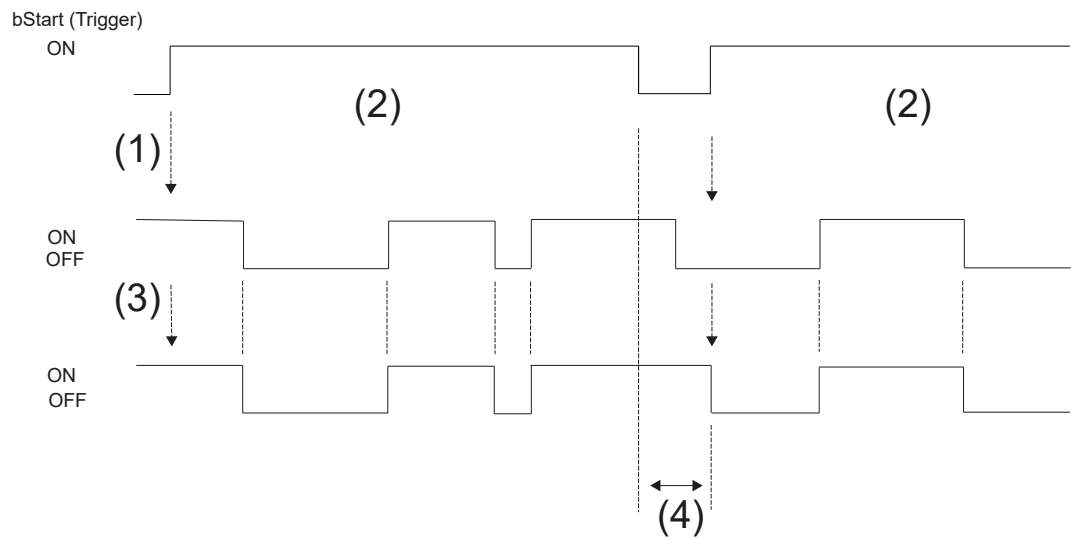 bStart (Trigger)
ON
(2)
(2)
(1)
ON
OFF
(3)
ON
OFF
(4)